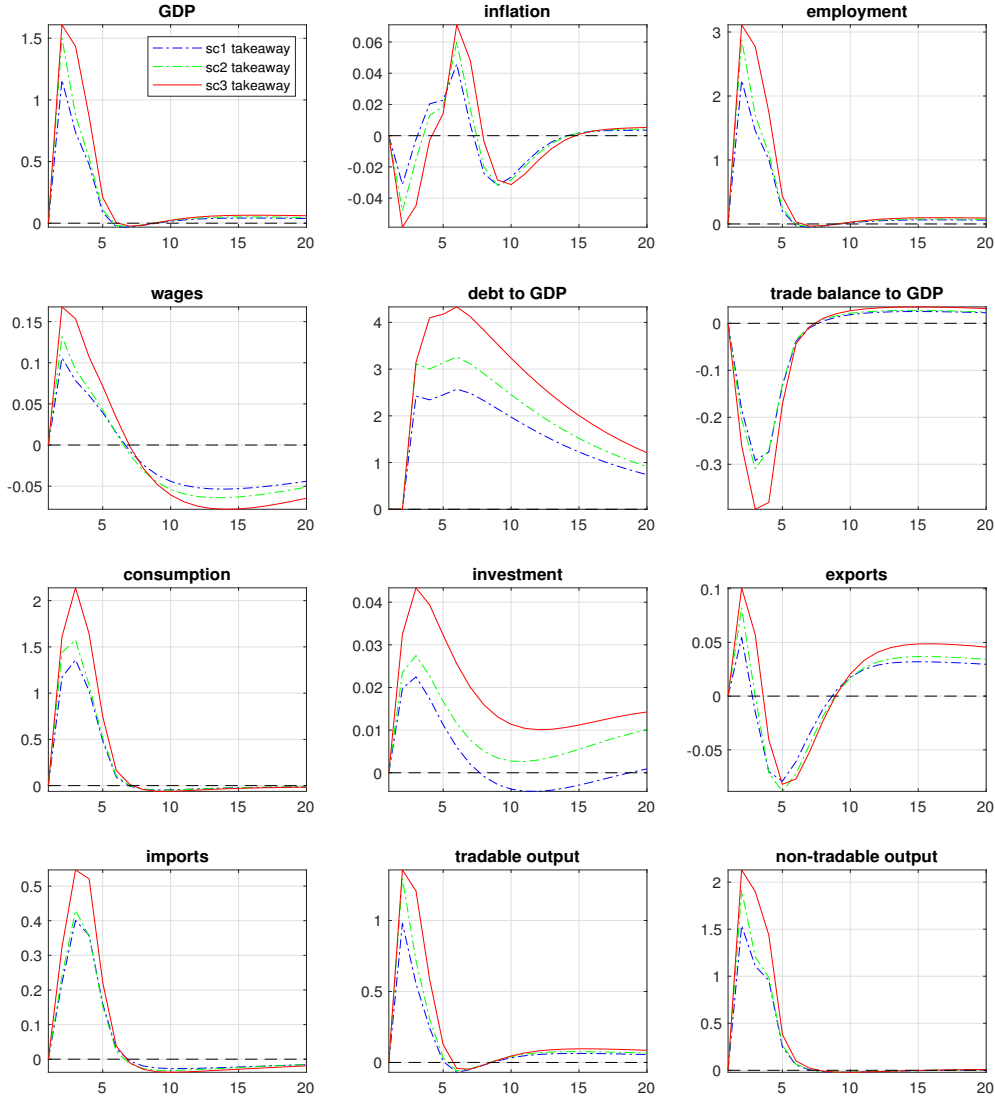 GDP
1.5
1
0.5
0
5 10 15 20
sc1 takeaway
sc2 takeaway
sc3 takeaway
inflation
0.06
0.04
0.02
0
-0.02
-0.04
5 10 15 20
employment
3
2
1
0
5 10 15 20
wages
0.15
0.1
0.05
0
-0.05
5 10 15 20
debt to GDP
4
3
2
1
0
5 10 15 20
trade balance to GDP
0
-0.1
-0.2
-0.3
5 10 15 20
consumption
2
1.5
1
0.5
0
5 10 15 20
investment
0.04
0.03
0.02
0.01
0
5 10 15 20
exports
0.1
0.05
0
-0.05
5 10 15 20
imports
0.5
0.4
0.3
0.2
0.1
0
5 10 15 20
tradable output
1
0.5
0
5 10 15 20
non-tradable output
2
1.5
1
0.5
0
5 10 15 20